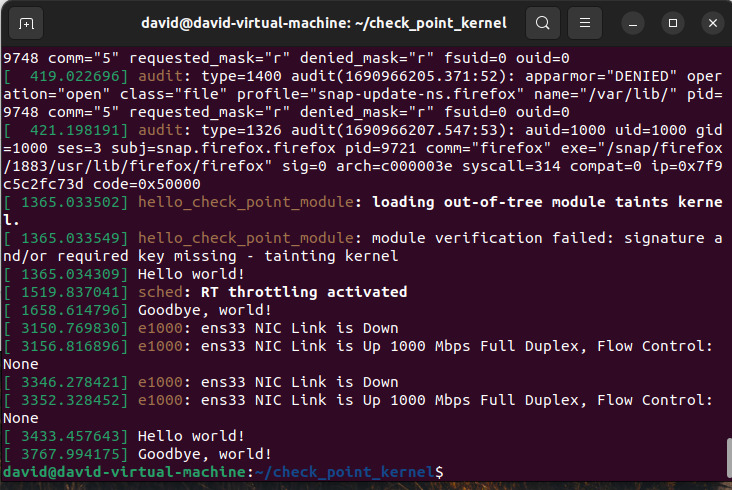 david@david-virtual-machine: ~/check_point_kernel
9748 comm="5" requested_mask="r" denied_mask="r" fsuid=0 ouid=0
[  419.022696] audit: type=1400 audit(1690966205.371:52): apparmor="DENIED" oper
ation="open" class="file" profile="snap-update-ns.firefox" name="/var/lib/" pid=
9748 comm="5" requested_mask="r" denied_mask="r" fsuid=0 ouid=0
[  421.198191] audit: type=1326 audit(1690966207.547:53): auid=1000 uid=1000 gid
=1000 ses=3 subj=snap.firefox.firefox pid=9721 comm="firefox" exe="/snap/firefox
/1883/usr/lib/firefox/firefox" sig=0 arch=c000003e syscall=314 compat=0 ip=0x7f9
c5c2fc73d code=0x50000
[ 1365.033502] hello_check_point_module: loading out-of-tree module taints kerne
l.
[ 1365.033549] hello_check_point_module: module verification failed: signature a
nd/or required key missing - tainting kernel
[ 1365.034309] Hello world!
[ 1519.837041] sched: RT throttling activated
[ 1658.614796] Goodbye, world!
[ 3150.769830] e1000: ens33 NIC Link is Down
[ 3156.816896] e1000: ens33 NIC Link is Up 1000 Mbps Full Duplex, Flow Control:
None
[ 3346.278421] e1000: ens33 NIC Link is Down
[ 3352.328452] e1000: ens33 NIC Link is Up 1000 Mbps Full Duplex, Flow Control:
None
[ 3433.457643] Hello world!
[ 3767.994175] Goodbye, world!
david@david-virtual-machine:~/check_point_kernel$